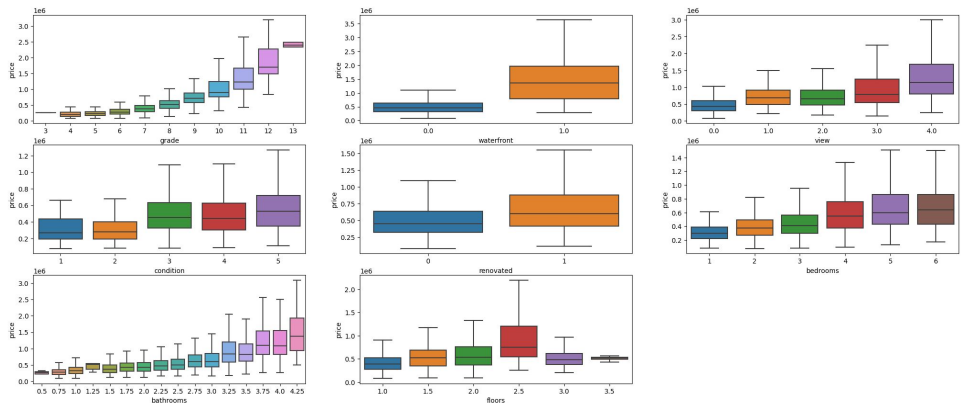 1e6
price
3.0
2.5
2.0
1.5
1.0
0.5
0.0
3 4 5 6 7 8 9 10 11 12 13
grade
1e6
price
3.5
3.0
2.5
2.0
1.5
1.0
0.5
0.0
0.0 1.0
waterfront
1e6
price
3.0
2.5
2.0
1.5
1.0
0.5
0.0
0.0 1.0 2.0 3.0 4.0
view
1e6
price
1.2
1.0
0.8
0.6
0.4
0.2
1 2 3 4 5
condition
1e6
price
1.50
1.25
1.00
0.75
0.50
0.25
0 1
renovated
1e6
price
1.4
1.2
1.0
0.8
0.6
0.4
0.2
1 2 3 4 5 6
bedrooms
1e6
price
3.0
2.5
2.0
1.5
1.0
0.5
0.0
0.5 0.75 1.0 1.25 1.5 1.75 2.0 2.25 2.5 2.75 3.0 3.25 3.5 3.75 4.0 4.25
bathrooms
1e6
price
2.0
1.5
1.0
0.5
0.0
1.0 1.5 2.0 2.5 3.0 3.5
floors